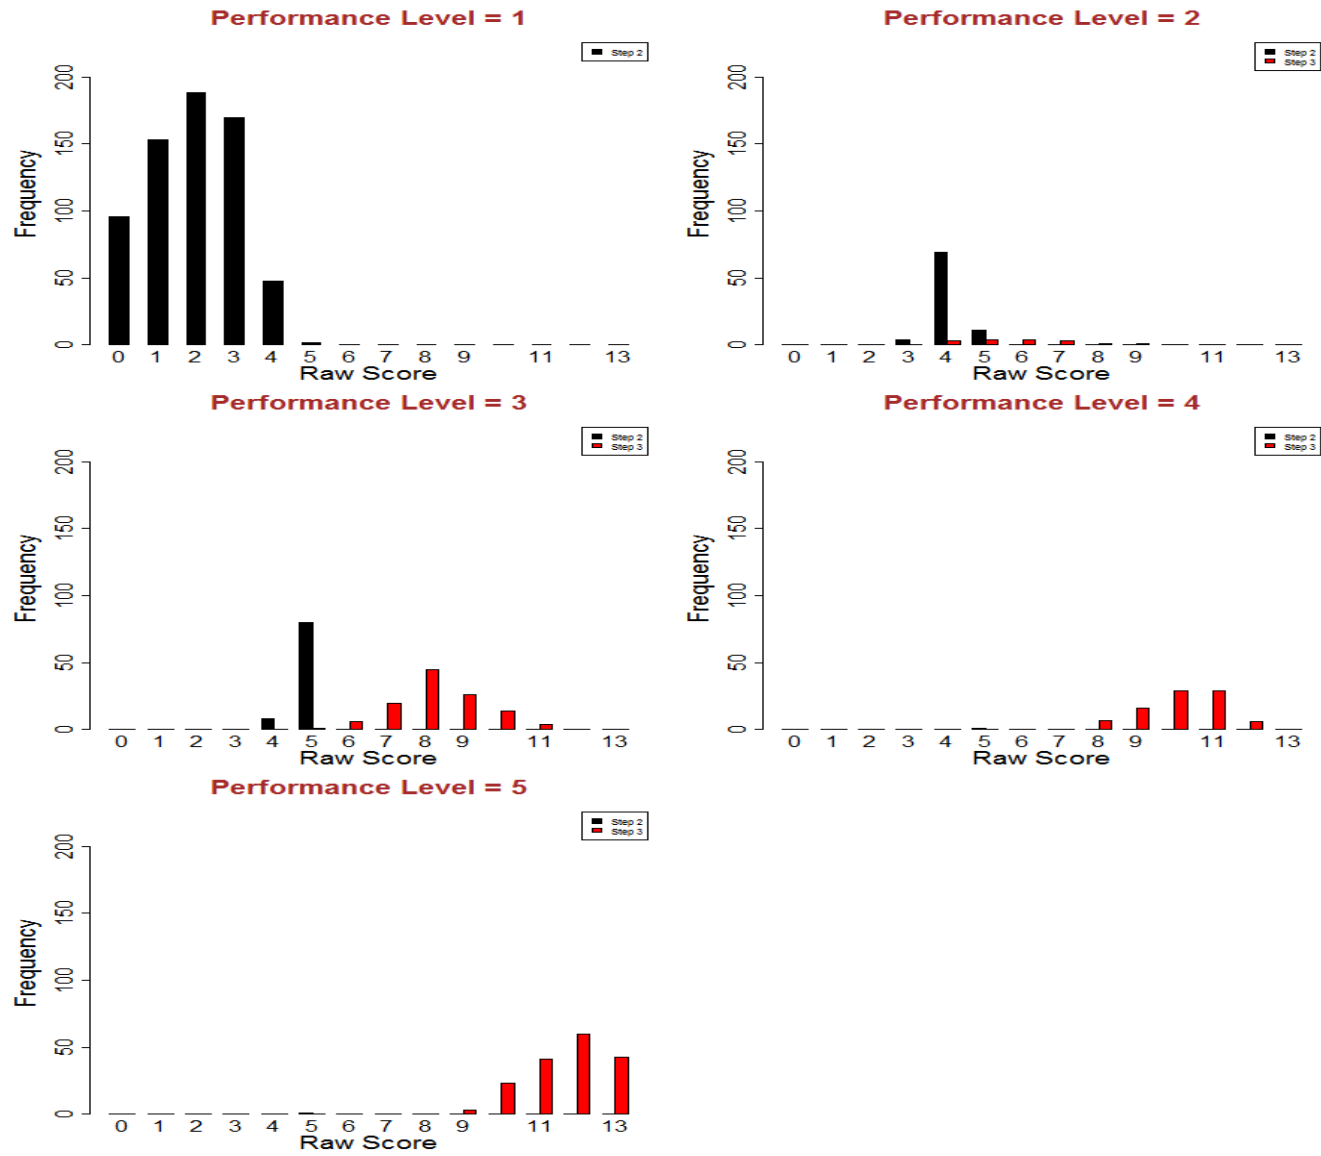 Performance Level = 1
Step 2
Frequency
200
150
100
50
0
0 1 2 3 4 5 6 7 8 9 11 13
Raw Score
Performance Level = 2
Step 2
Step 3
Frequency
200
150
100
50
0
0 1 2 3 4 5 6 7 8 9 11 13
Raw Score
Performance Level = 3
Step 2
Step 3
Frequency
200
150
100
50
0
0 1 2 3 4 5 6 7 8 9 11 13
Raw Score
Performance Level = 4
Step 2
Step 3
Frequency
200
150
100
50
0
0 1 2 3 4 5 6 7 8 9 11 13
Raw Score
Performance Level = 5
Step 2
Step 3
Frequency
200
150
100
50
0
0 1 2 3 4 5 6 7 8 9 11 13
Raw Score